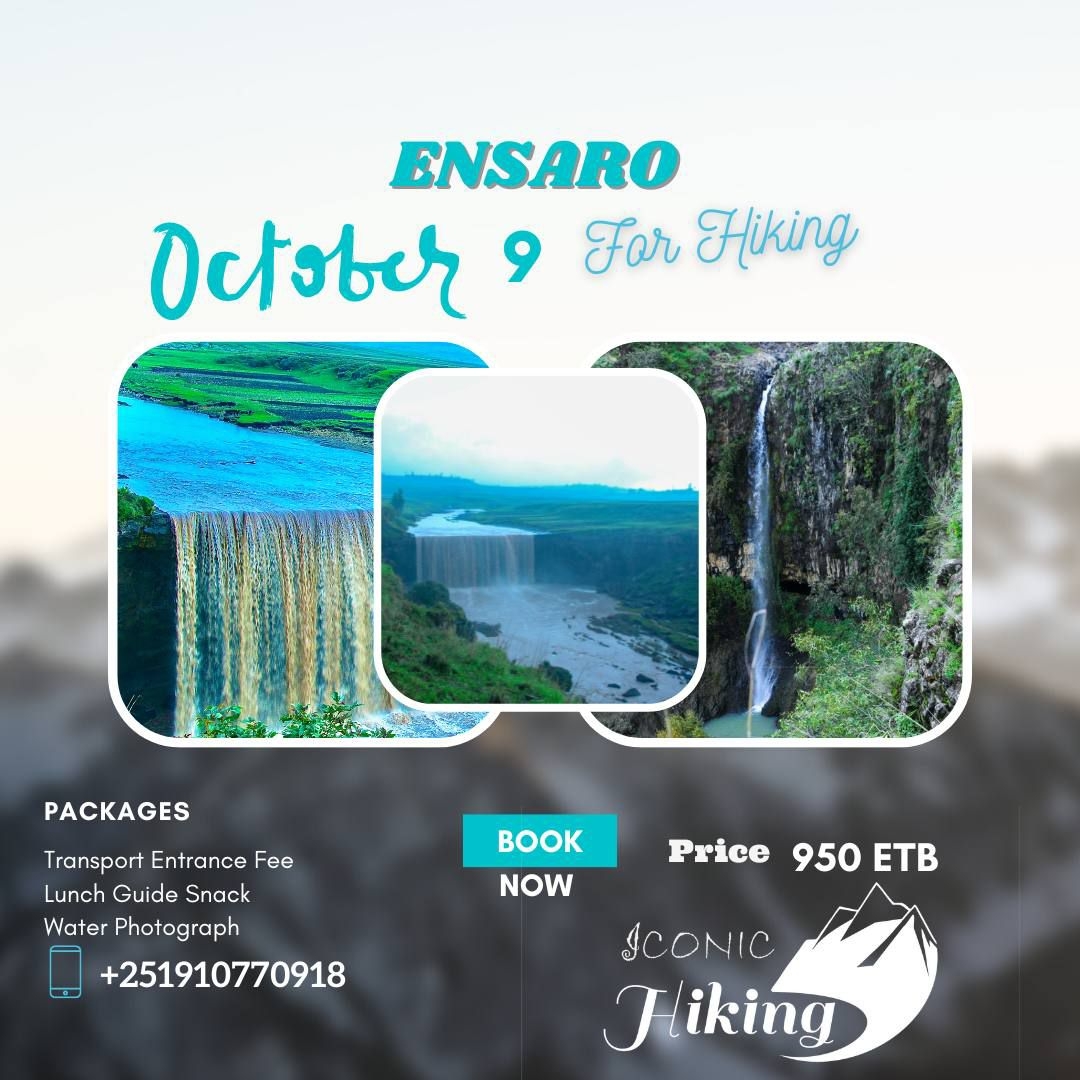 ENSARO
October 9 For Hiking
PACKAGES
Transport Entrance Fee
Lunch Guide Snack
Water Photograph
+251910770918
BOOK
NOW
Price 950 ETB
ICONIC
Hiking